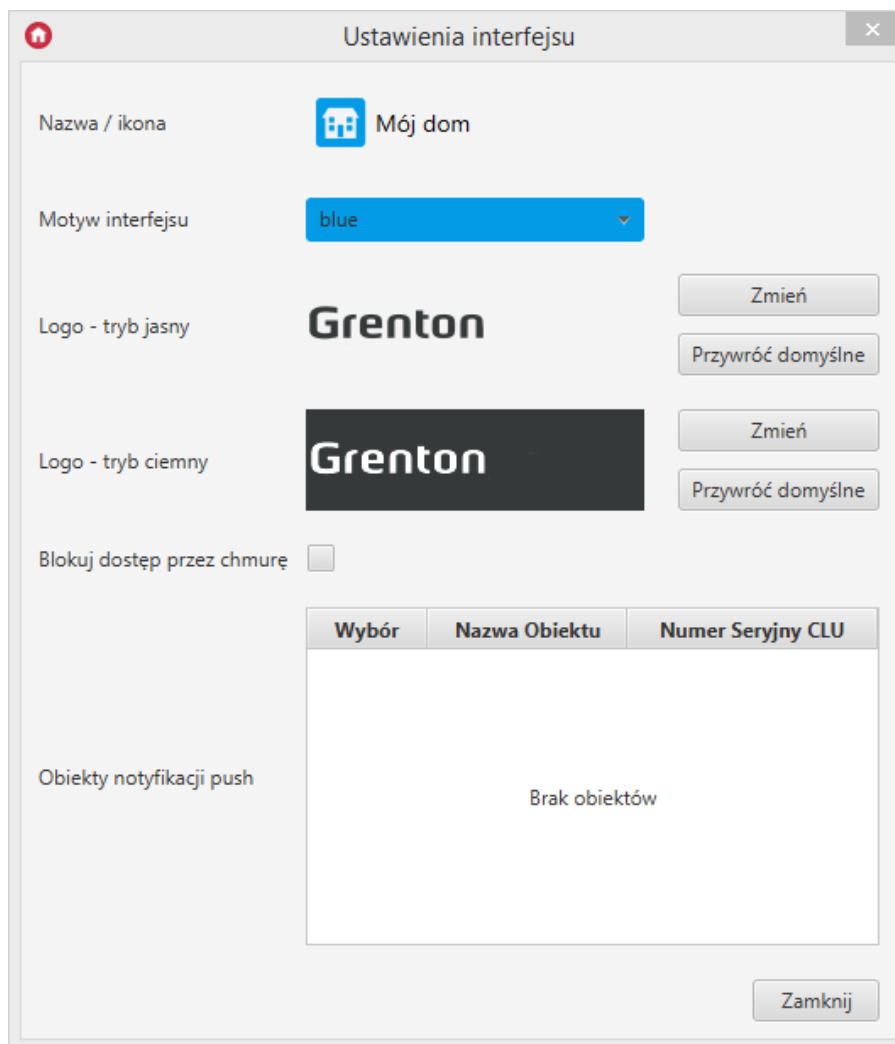 Ustawienia interfejsu
Nazwa / ikona
Mój dom
Motyw interfejsu
blue
Logo - tryb jasny
Grenton
Zmień
Przywróć domyślne
Logo - tryb ciemny
Grenton
Zmień
Przywróć domyślne
Blokuj dostęp przez chmurę
Wybór Nazwa Obiektu Numer Seryjny CLU
Obiekty notyfikacji push
Brak obiektów
Zamknij